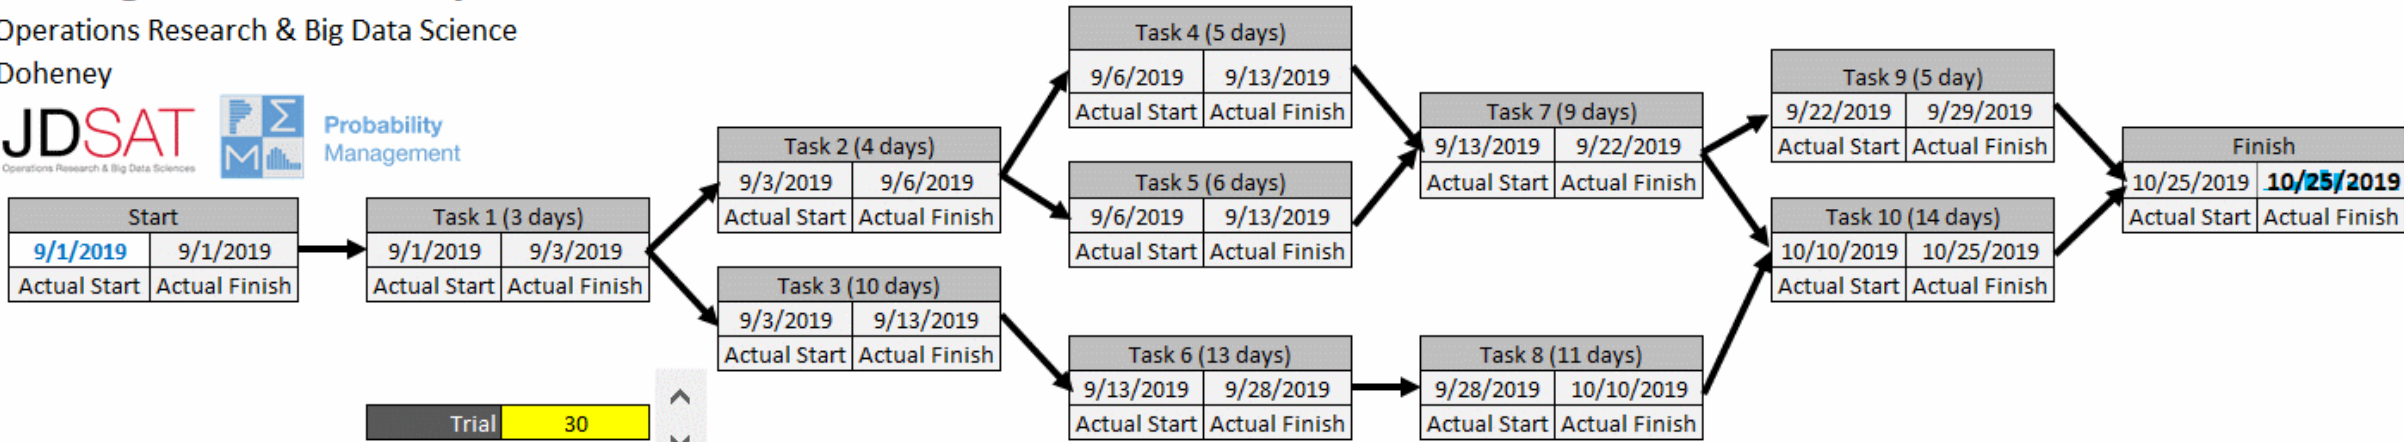 Operations Research & Big Data Science
Doheney
JDSAT
Operations Research & Big Data Sciences
Σ
M
Probability
Management
Start
9/1/2019 9/1/2019
Actual Start Actual Finish
Task 1 (3 days)
9/1/2019 9/3/2019
Actual Start Actual Finish
Trial 30
Task 2 (4 days)
9/3/2019 9/6/2019
Actual Start Actual Finish
Task 3 (10 days)
9/3/2019 9/13/2019
Actual Start Actual Finish
Task 4 (5 days)
9/6/2019 9/13/2019
Actual Start Actual Finish
Task 5 (6 days)
9/6/2019 9/13/2019
Actual Start Actual Finish
Task 6 (13 days)
9/13/2019 9/28/2019
Actual Start Actual Finish
Task 7 (9 days)
9/13/2019 9/22/2019
Actual Start Actual Finish
Task 8 (11 days)
9/28/2019 10/10/2019
Actual Start Actual Finish
Task 9 (5 day)
9/22/2019 9/29/2019
Actual Start Actual Finish
Task 10 (14 days)
10/10/2019 10/25/2019
Actual Start Actual Finish
Finish
10/25/2019 10/25/2019
Actual Start Actual Finish